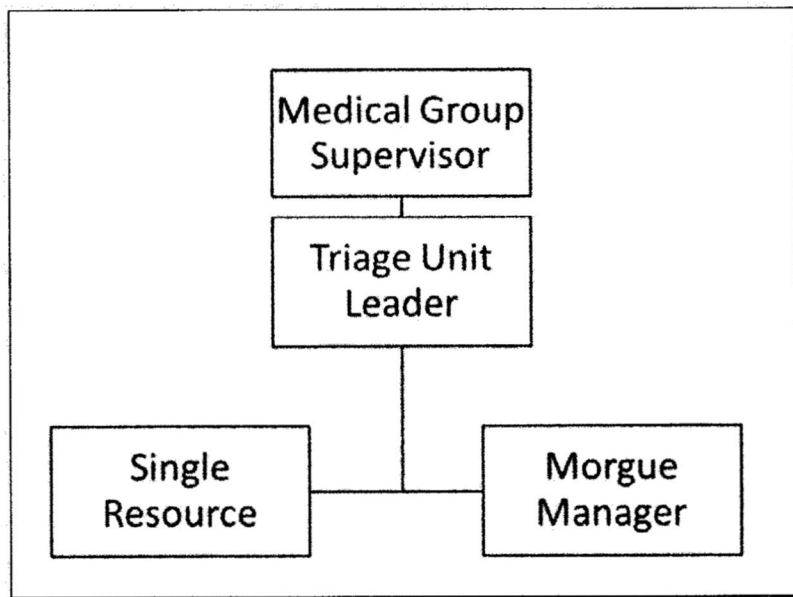 Medical Group
Supervisor
Triage Unit
Leader
Single
Resource
Morgue
Manager